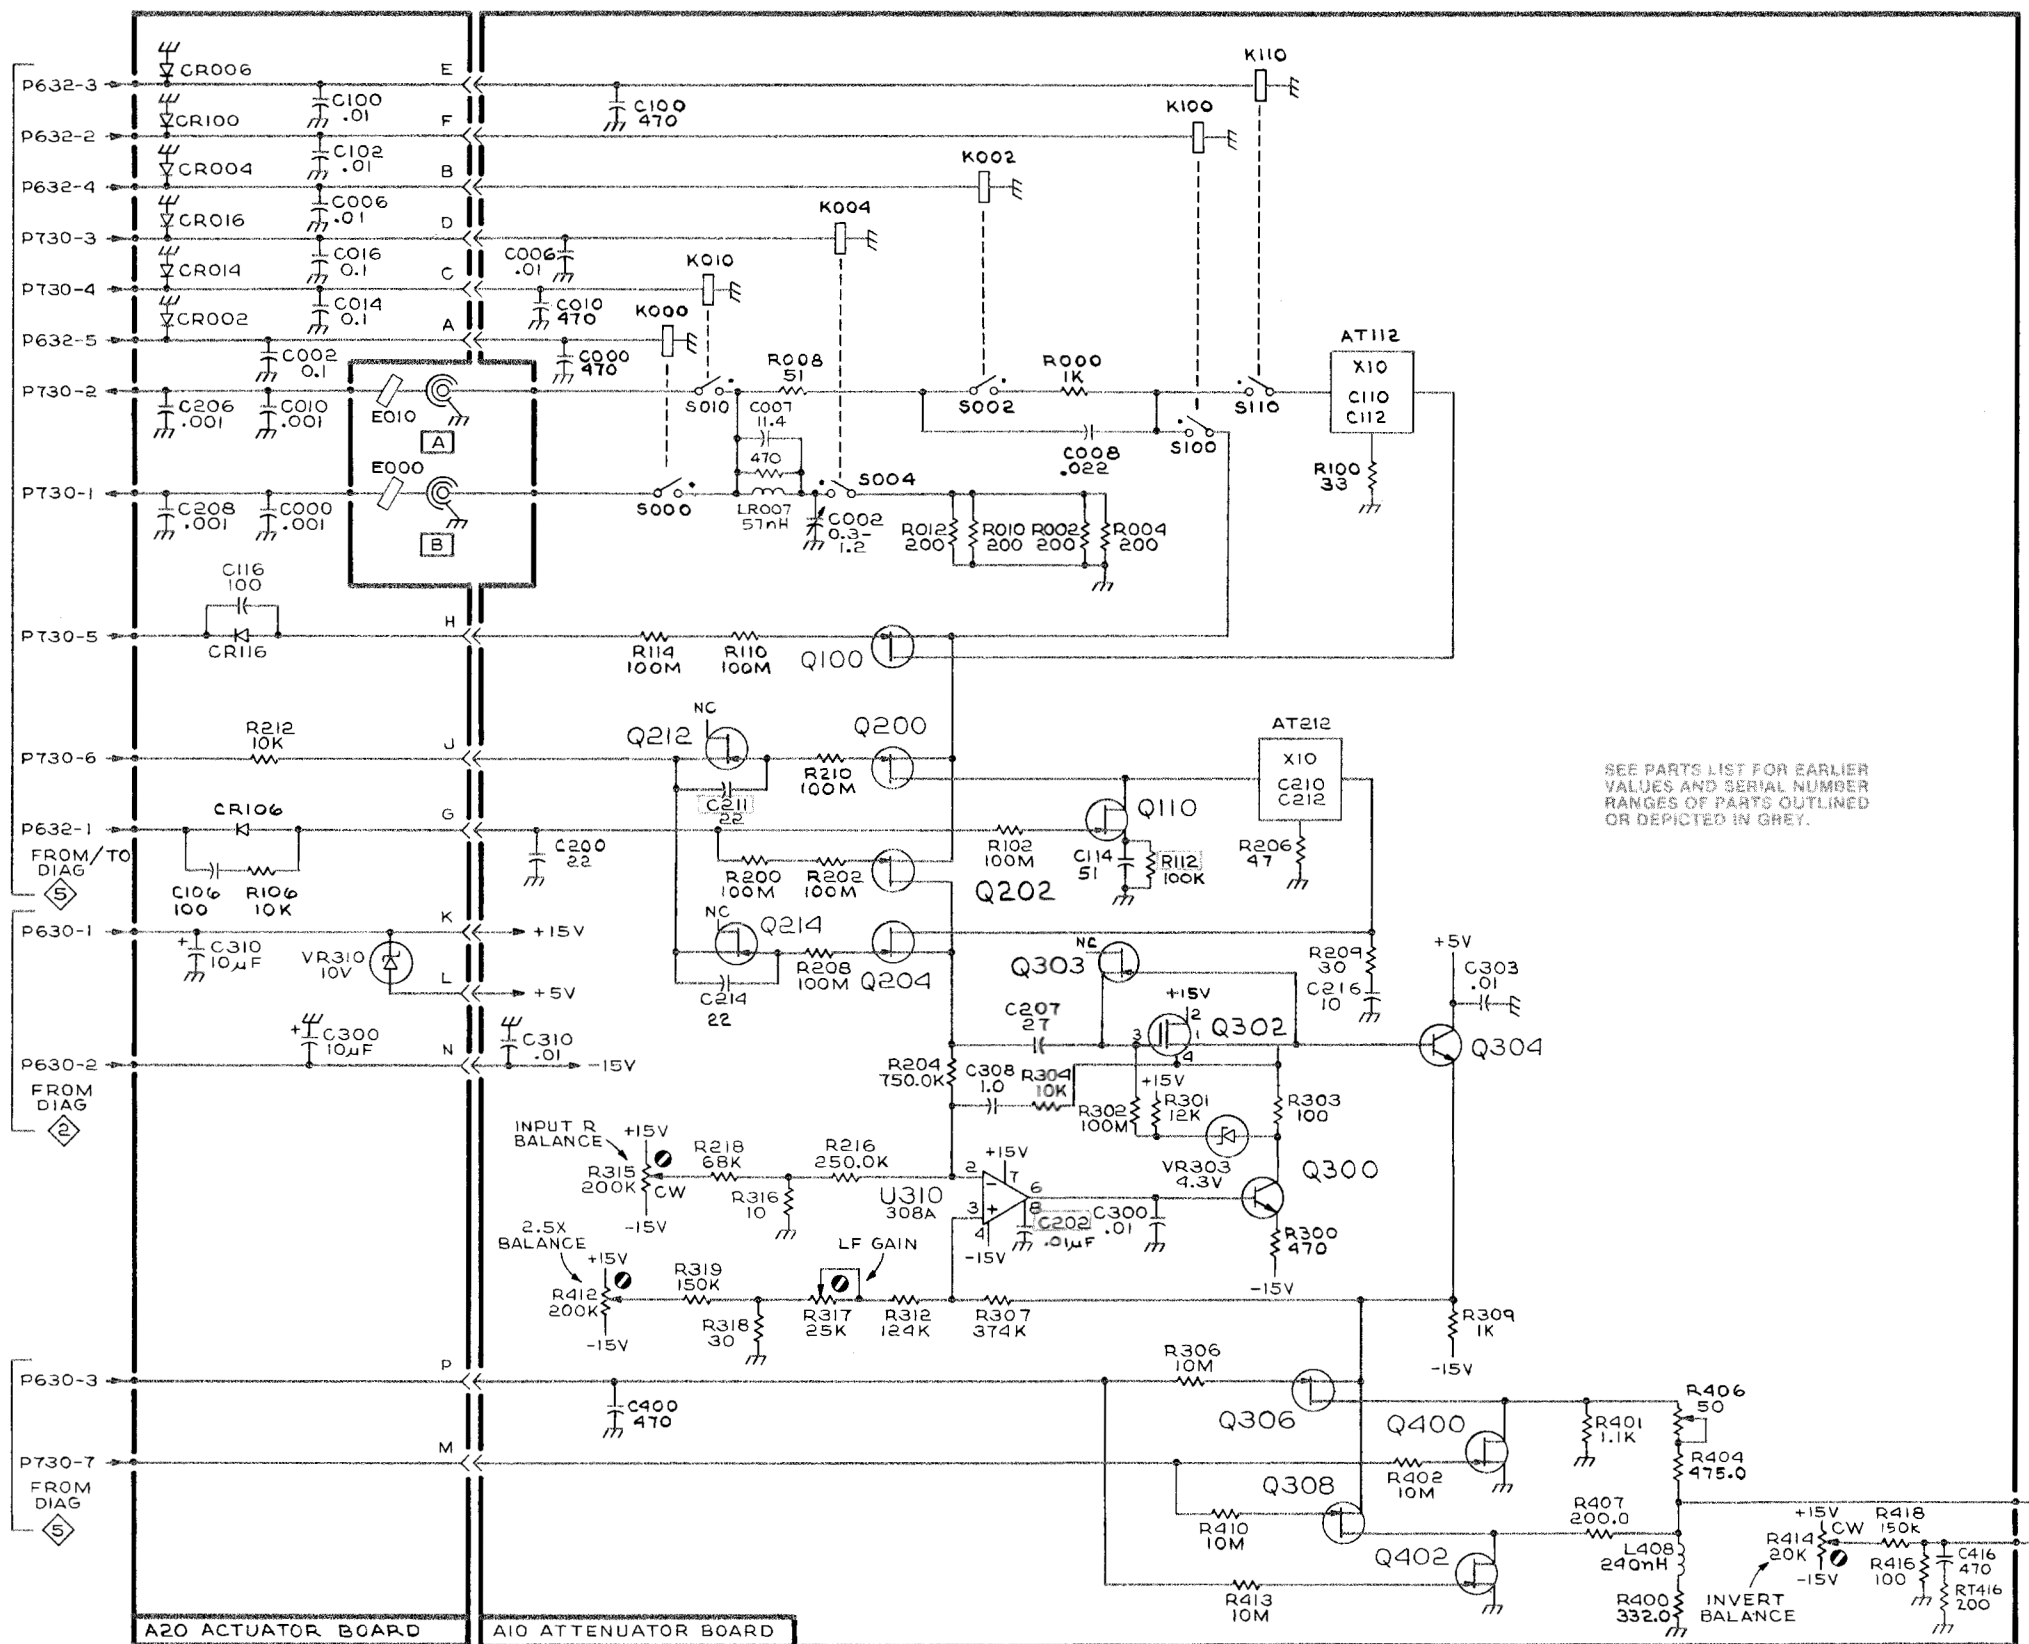 K110
CR006
E
P632-3
C100
.01
C100
470
K100
CR100
F
P632-2
C102
.01
K002
CR004
B
P632-4
C006
.01
K004
CR016
D
P730-3
C016
0.1
C006
.01
K010
CR014
C
P730-4
C014
0.1
C010
470
K000
CR002
A
P632-5
C002
0.1
C000
470
AT112
X10
C110
C112
R008
51
R000
1K
P730-2
C206
.001
C010
.001
E010
A
S010
S002
S110
C007
11.4
470
C008
.022
S100
R100
33
E000
P730-1
C208
.001
C000
.001
B
S000
LR007
57nH
C002
0.3-
1.2
S004
R012
200
R010
200
R002
200
R004
200
C116
100
H
P730-5
CR116
R114
100M
R110
100M
Q100
NC
Q212
Q200
AT212
X10
C210
C212
R212
10K
J
P730-6
R210
100M
C211
22
Q110
SEE PARTS LIST FOR EARLIER
VALUES AND SERIAL NUMBER
RANGES OF PARTS OUTLINED
OR DEPICTED IN GREY.
CR106
G
P632-1
FROM/TO
DIAG
5
C106
100
R106
10K
C200
22
R200
100M
R202
100M
Q202
R102
100M
C114
51
R112
100K
R206
47
K
P630-1
+15V
C310
10µF
VR310
10V
L
+5V
NC
Q214
R208
100M
Q204
C214
22
NC
Q303
R209
30
C216
10
+5V
C303
.01
C207
27
+15V
2
3
1
4
Q302
Q304
C300
10µF
C310
.01
N
-15V
P630-2
FROM
DIAG
2
R204
750.0K
C308
1.0
R304
10K
+15V
R302
100M
R301
12K
R303
100
VR303
4.3V
Q300
INPUT R
BALANCE
+15V
R315
200K
CW
-15V
R218
68K
R316
10
R216
250.0K
U310
308A
2
3
+15V
7
6
8
4
-15V
C202
.01µF
C300
.01
R300
470
-15V
2.5X
BALANCE
+15V
R412
200K
-15V
R319
150K
R318
30
LF GAIN
R317
25K
R312
124K
R307
374K
R309
1K
-15V
P
P630-3
C400
470
R306
10M
Q306
Q400
R401
1.1K
R406
50
R404
475.0
M
P730-7
FROM
DIAG
5
R402
10M
Q308
R410
10M
Q402
R413
10M
R407
200.0
L408
240nH
R400
332.0
+15V
CW
R414
20K
-15V
INVERT
BALANCE
R418
150K
R416
100
C416
470
RT416
200
A20 ACTUATOR BOARD
A10 ATTENUATOR BOARD